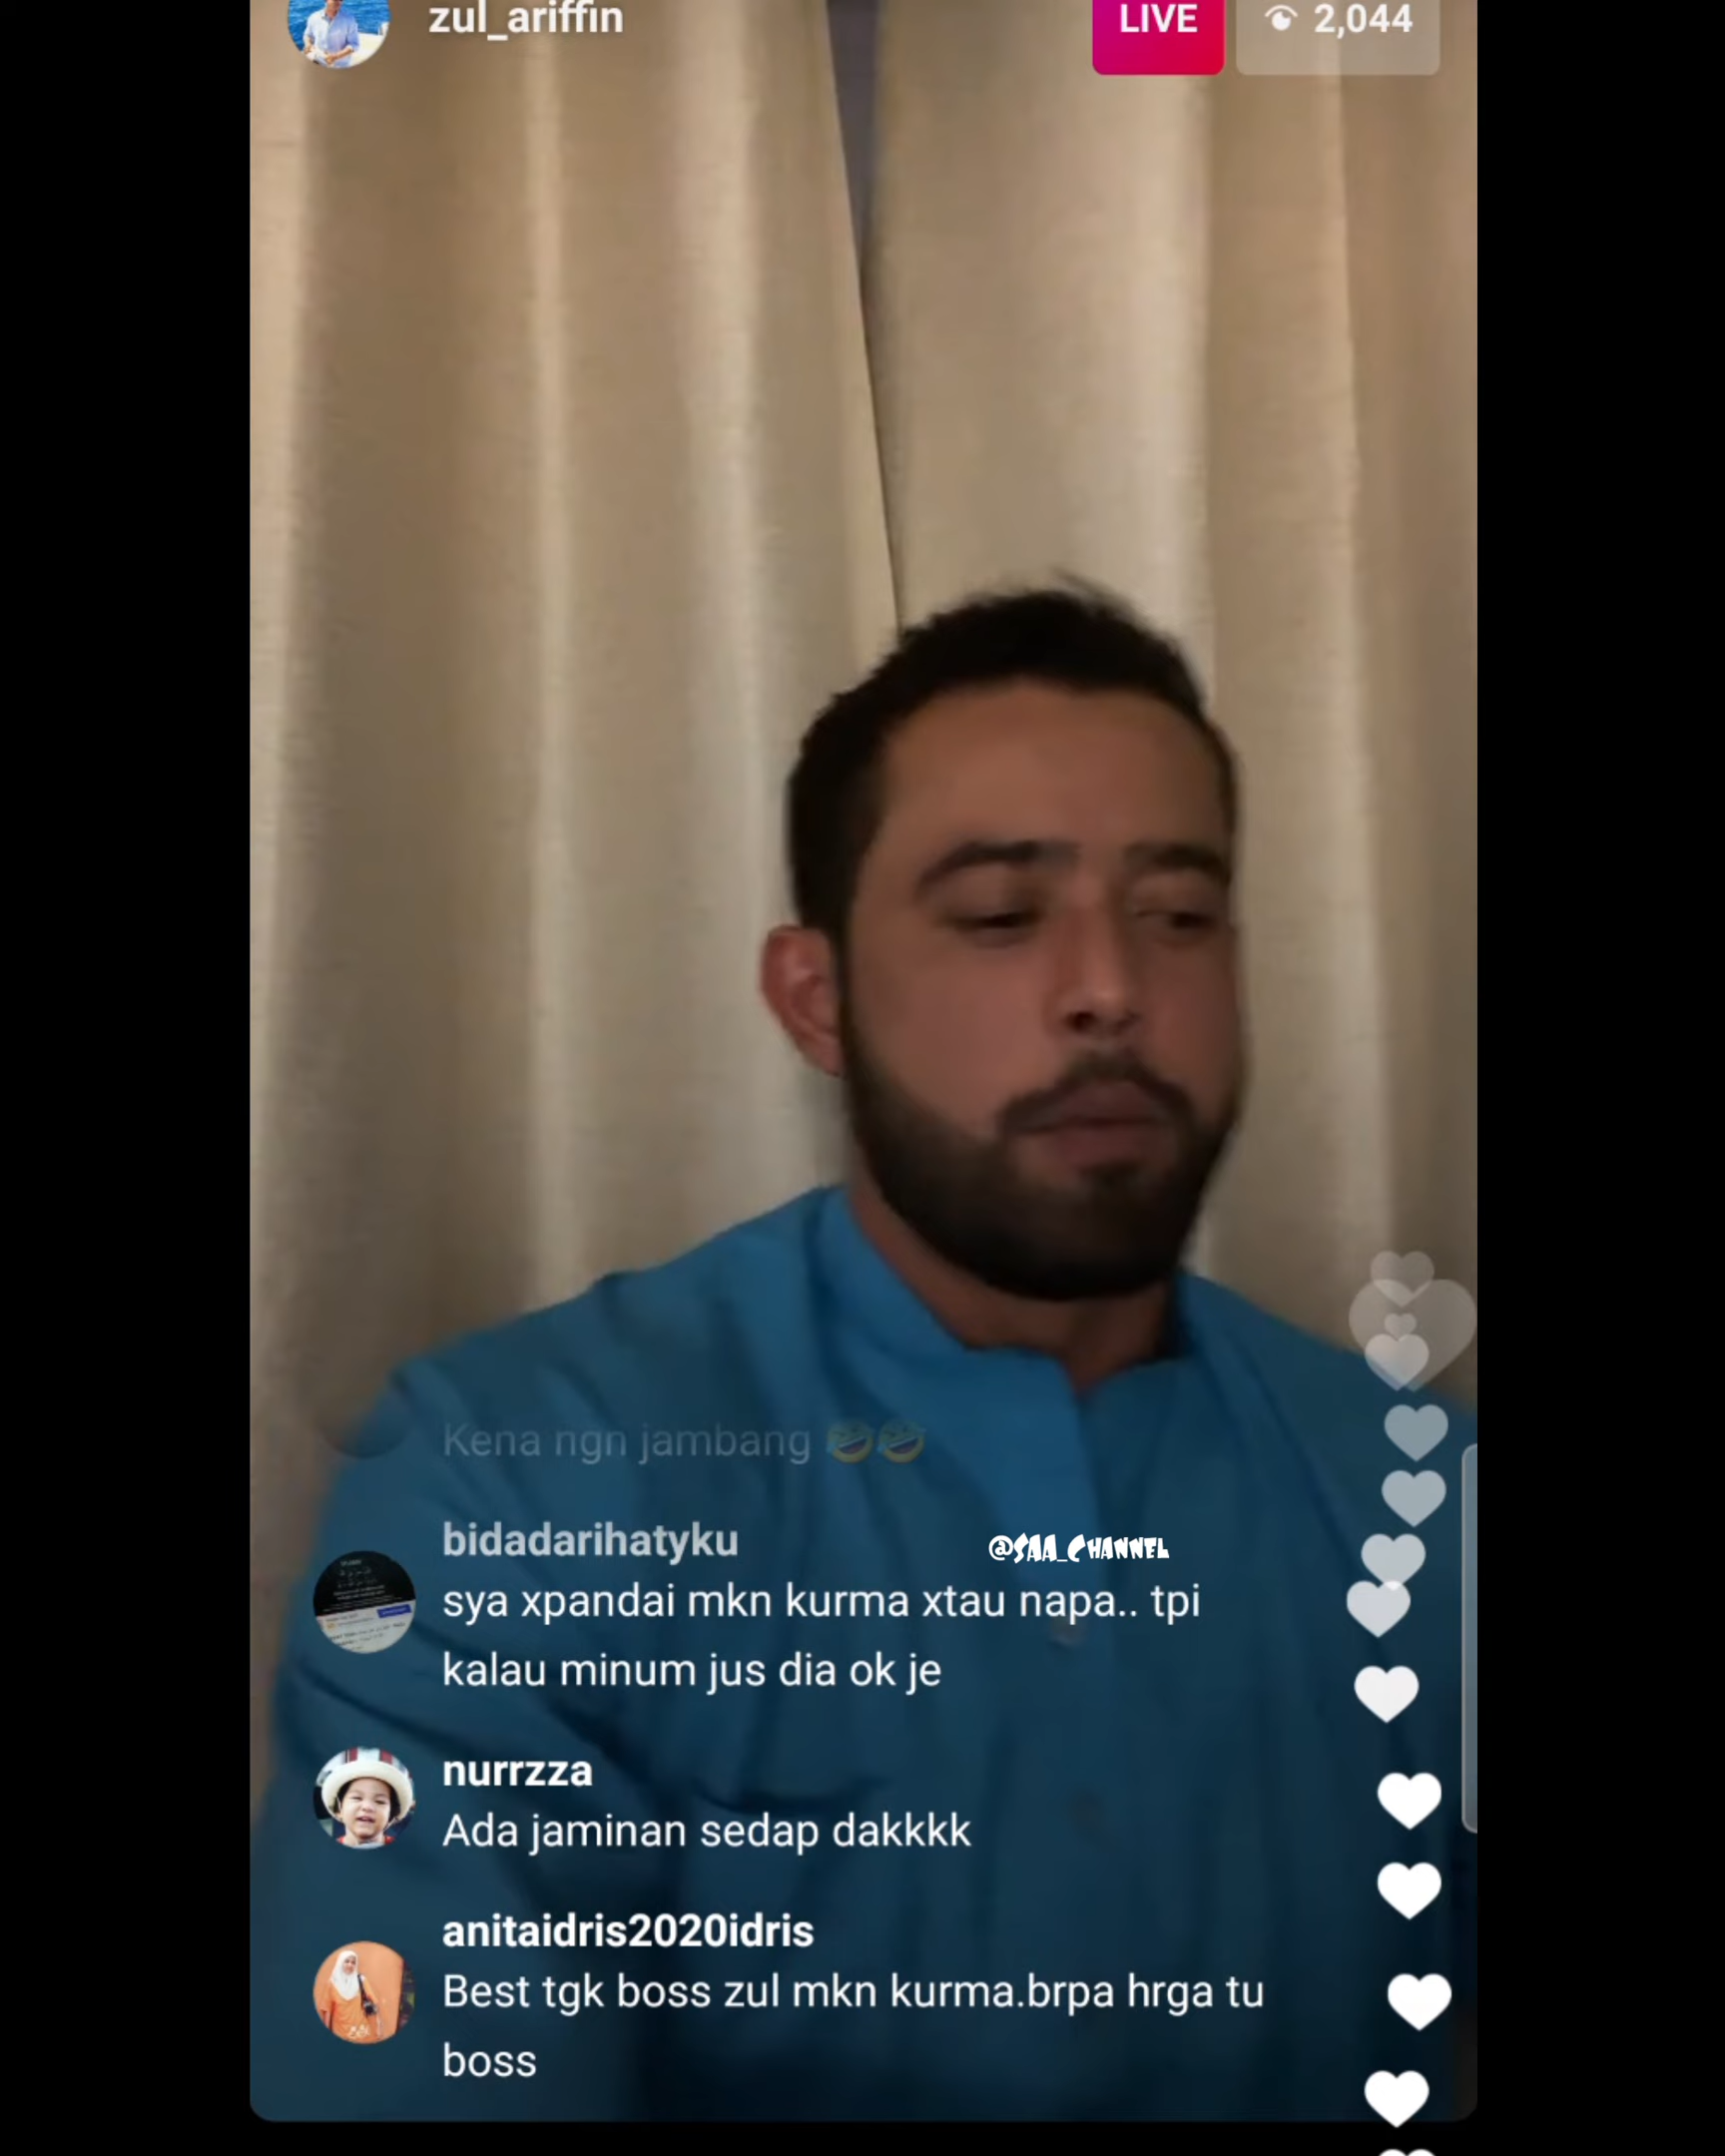 zul_ariffin
LIVE
2,044
Kena ngn jambang 🤣🤣
bidadarihatyku
@SAA_CHANNEL
sya xpandai mkn kurma xtau napa.. tpi
kalau minum jus dia ok je
nurrzza
Ada jaminan sedap dakkkk
anitaidris2020idris
Best tgk boss zul mkn kurma.brpa hrga tu
boss